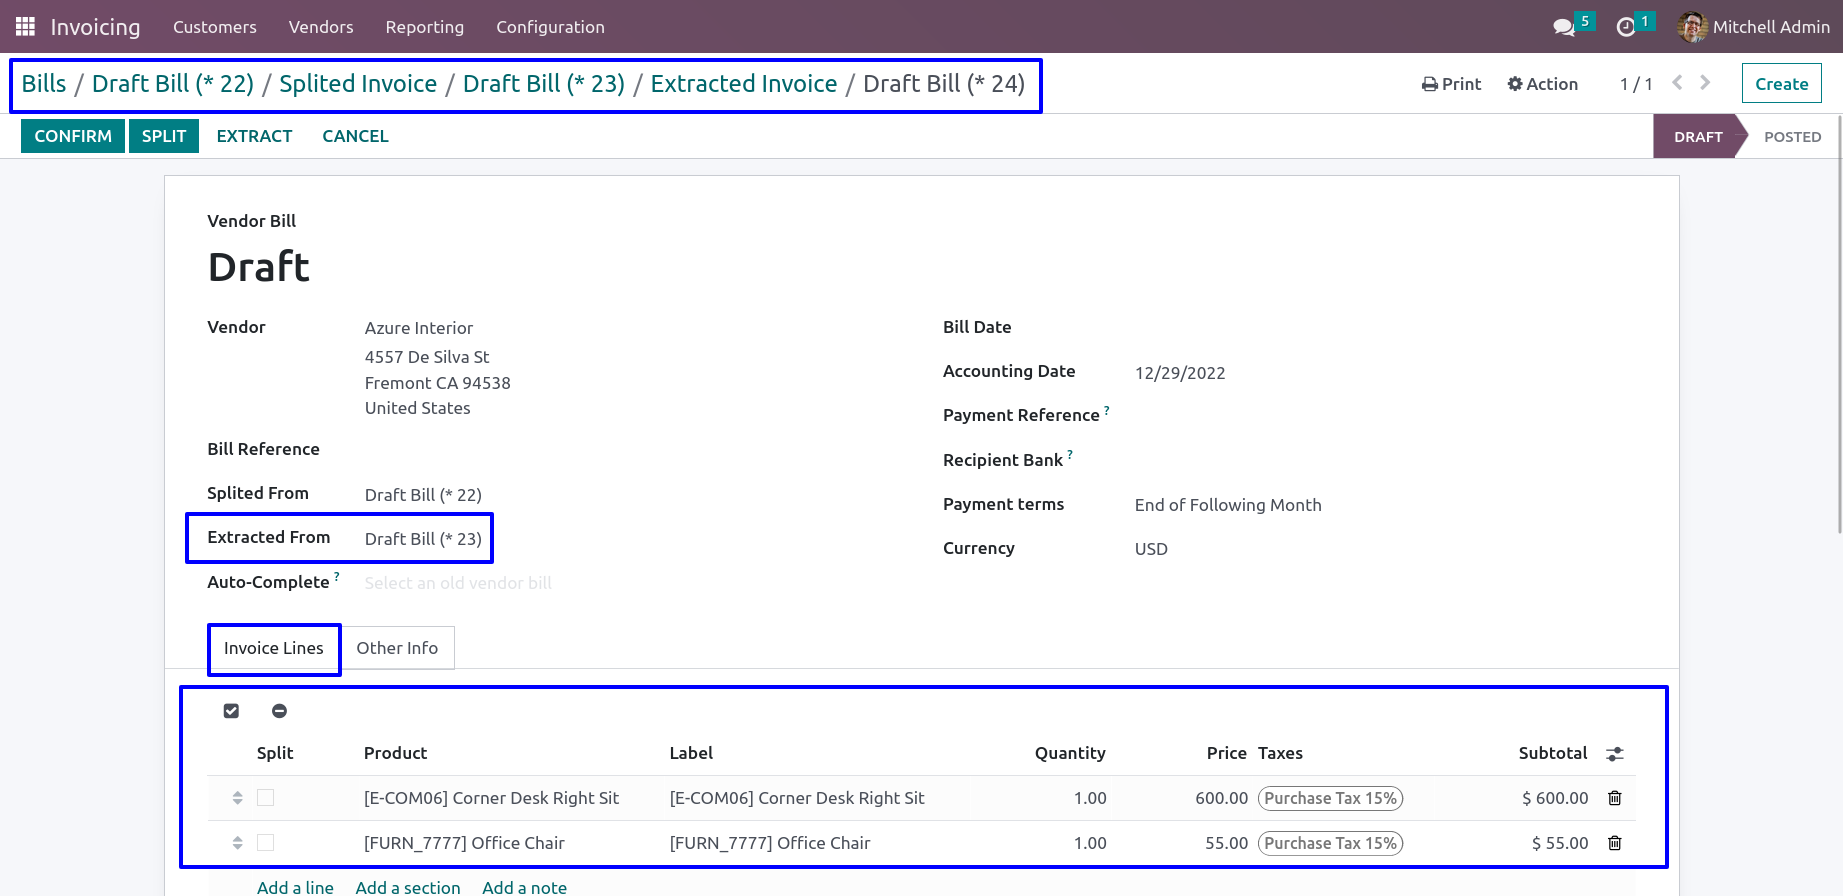 Invoicing Customers Vendors Reporting Configuration 5 1 Mitchell Admin
Bills / Draft Bill (* 22) / Splited Invoice / Draft Bill (* 23) / Extracted Invoice / Draft Bill (* 24) Print Action 1 / 1 Create
CONFIRM SPLIT EXTRACT CANCEL DRAFT POSTED
Vendor Bill
Draft
Vendor Azure Interior Bill Date
4557 De Silva St
Fremont CA 94538 Accounting Date 12/29/2022
United States Payment Reference ?
Bill Reference Recipient Bank ?
Splited From Draft Bill (* 22) Payment terms End of Following Month
Extracted From Draft Bill (* 23) Currency USD
Auto-Complete ? Select an old vendor bill
Invoice Lines Other Info
Split Product Label Quantity Price Taxes Subtotal
[E-COM06] Corner Desk Right Sit [E-COM06] Corner Desk Right Sit 1.00 600.00 Purchase Tax 15% $ 600.00
[FURN_7777] Office Chair [FURN_7777] Office Chair 1.00 55.00 Purchase Tax 15% $ 55.00
Add a line Add a section Add a note